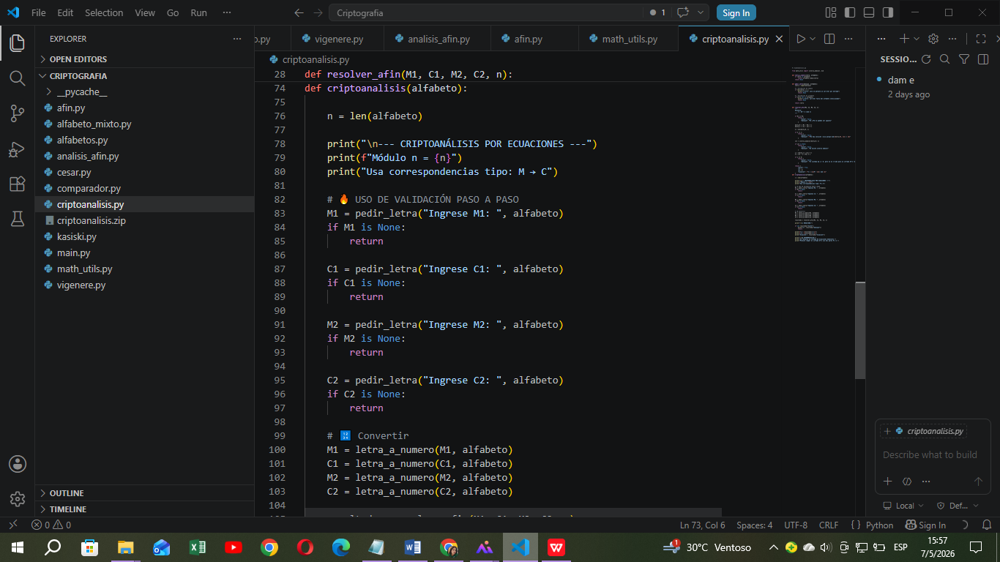 File Edit Selection View Go Run ···
Criptografia
1
Sign In
EXPLORER
OPEN EDITORS
CRIPTOGRAFIA
__pycache__
afin.py
alfabeto_mixto.py
alfabetos.py
analisis_afin.py
cesar.py
comparador.py
criptoanalisis.py
criptoanalisis.zip
kasiski.py
main.py
math_utils.py
vigenere.py
OUTLINE
TIMELINE
o.py vigenere.py analisis_afin.py afin.py math_utils.py criptoanalisis.py
criptoanalisis.py
28 def resolver_afin(M1, C1, M2, C2, n):
74 def criptoanalisis(alfabeto):
75
76 n = len(alfabeto)
77
78 print("\n--- CRIPTOANÁLISIS POR ECUACIONES ---")
79 print(f"Módulo n = {n}")
80 print("Usa correspondencias tipo: M → C")
81
82 # 🔥 USO DE VALIDACIÓN PASO A PASO
83 M1 = pedir_letra("Ingrese M1: ", alfabeto)
84 if M1 is None:
85 return
86
87 C1 = pedir_letra("Ingrese C1: ", alfabeto)
88 if C1 is None:
89 return
90
91 M2 = pedir_letra("Ingrese M2: ", alfabeto)
92 if M2 is None:
93 return
94
95 C2 = pedir_letra("Ingrese C2: ", alfabeto)
96 if C2 is None:
97 return
98
99 # 🔢 Convertir
100 M1 = letra_a_numero(M1, alfabeto)
101 C1 = letra_a_numero(C1, alfabeto)
102 M2 = letra_a_numero(M2, alfabeto)
103 C2 = letra_a_numero(C2, alfabeto)
104
SESSIO...
dam e
2 days ago
criptoanalisis.py
Describe what to build
Local Def...
0 0
Ln 73, Col 6 Spaces: 4 UTF-8 CRLF { } Python Sign In
1 30°C Ventoso ESP
15:57
7/5/2026